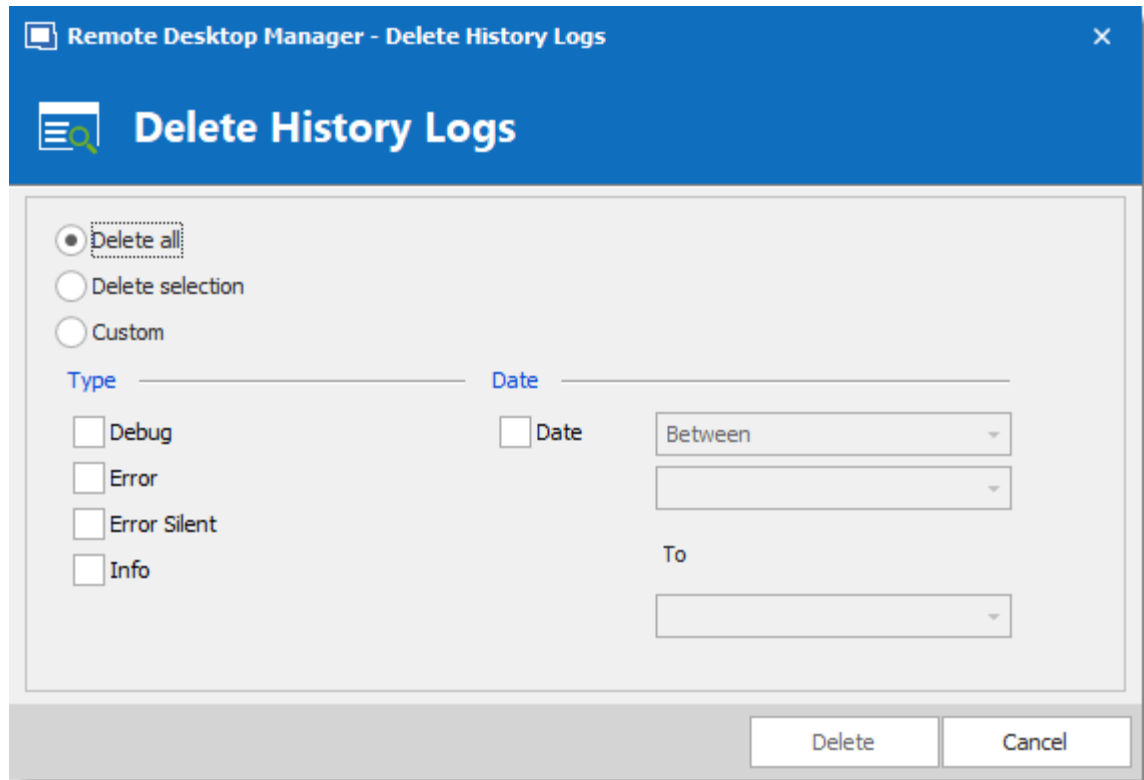 Remote Desktop Manager - Delete History Logs
Delete History Logs
Delete all
Delete selection
Custom
Type
Debug
Error
Error Silent
Info
Date
Date Between
To
Delete Cancel